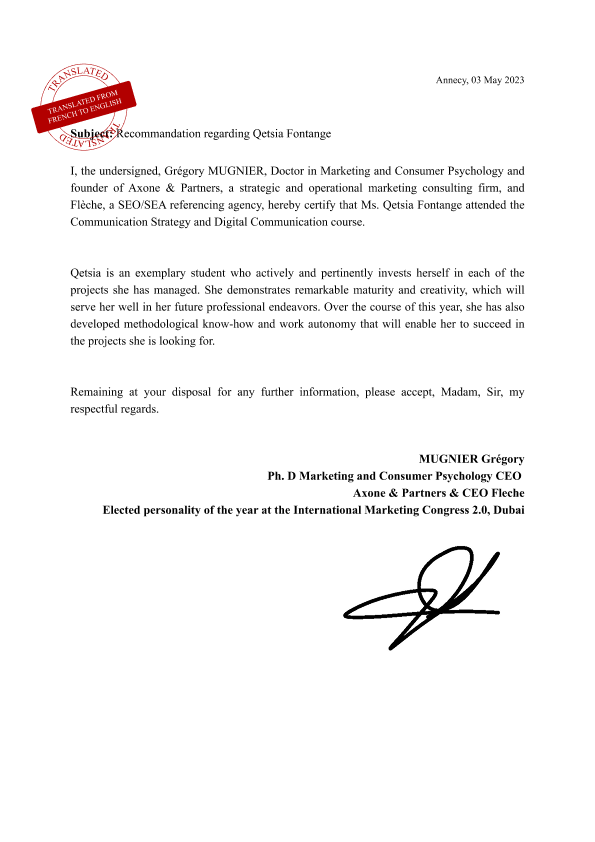 Annecy, 03 May 2023
TRANSLATED
TRANSLATED FROM
FRENCH TO ENGLISH
TRANSLATED
Subject: Recommandation regarding Qetsia Fontange
I, the undersigned, Grégory MUGNIER, Doctor in Marketing and Consumer Psychology and
founder of Axone & Partners, a strategic and operational marketing consulting firm, and
Flèche, a SEO/SEA referencing agency, hereby certify that Ms. Qetsia Fontange attended the
Communication Strategy and Digital Communication course.
Qetsia is an exemplary student who actively and pertinently invests herself in each of the
projects she has managed. She demonstrates remarkable maturity and creativity, which will
serve her well in her future professional endeavors. Over the course of this year, she has also
developed methodological know-how and work autonomy that will enable her to succeed in
the projects she is looking for.
Remaining at your disposal for any further information, please accept, Madam, Sir, my
respectful regards.
MUGNIER Grégory
Ph. D Marketing and Consumer Psychology CEO
Axone & Partners & CEO Fleche
Elected personality of the year at the International Marketing Congress 2.0, Dubai